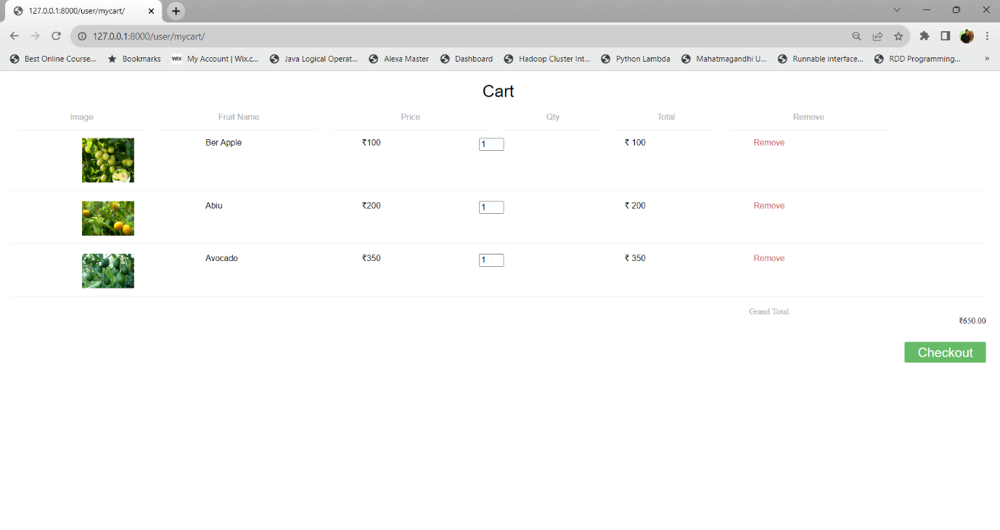 127.0.0.1:8000/user/mycart/
127.0.0.1:8000/user/mycart/
Best Online Course... Bookmarks WIX My Account | Wix.c... Java Logical Operat... Alexa Master Dashboard Hadoop Cluster Int... Python Lambda Mahatmagandhi U... Runnable interface... RDD Programming... »
Cart
Image Fruit Name Price Qty Total Remove
Ber Apple ₹100 1 ₹ 100 Remove
Abiu ₹200 1 ₹ 200 Remove
Avocado ₹350 1 ₹ 350 Remove
Grand Total
₹650.00
Checkout